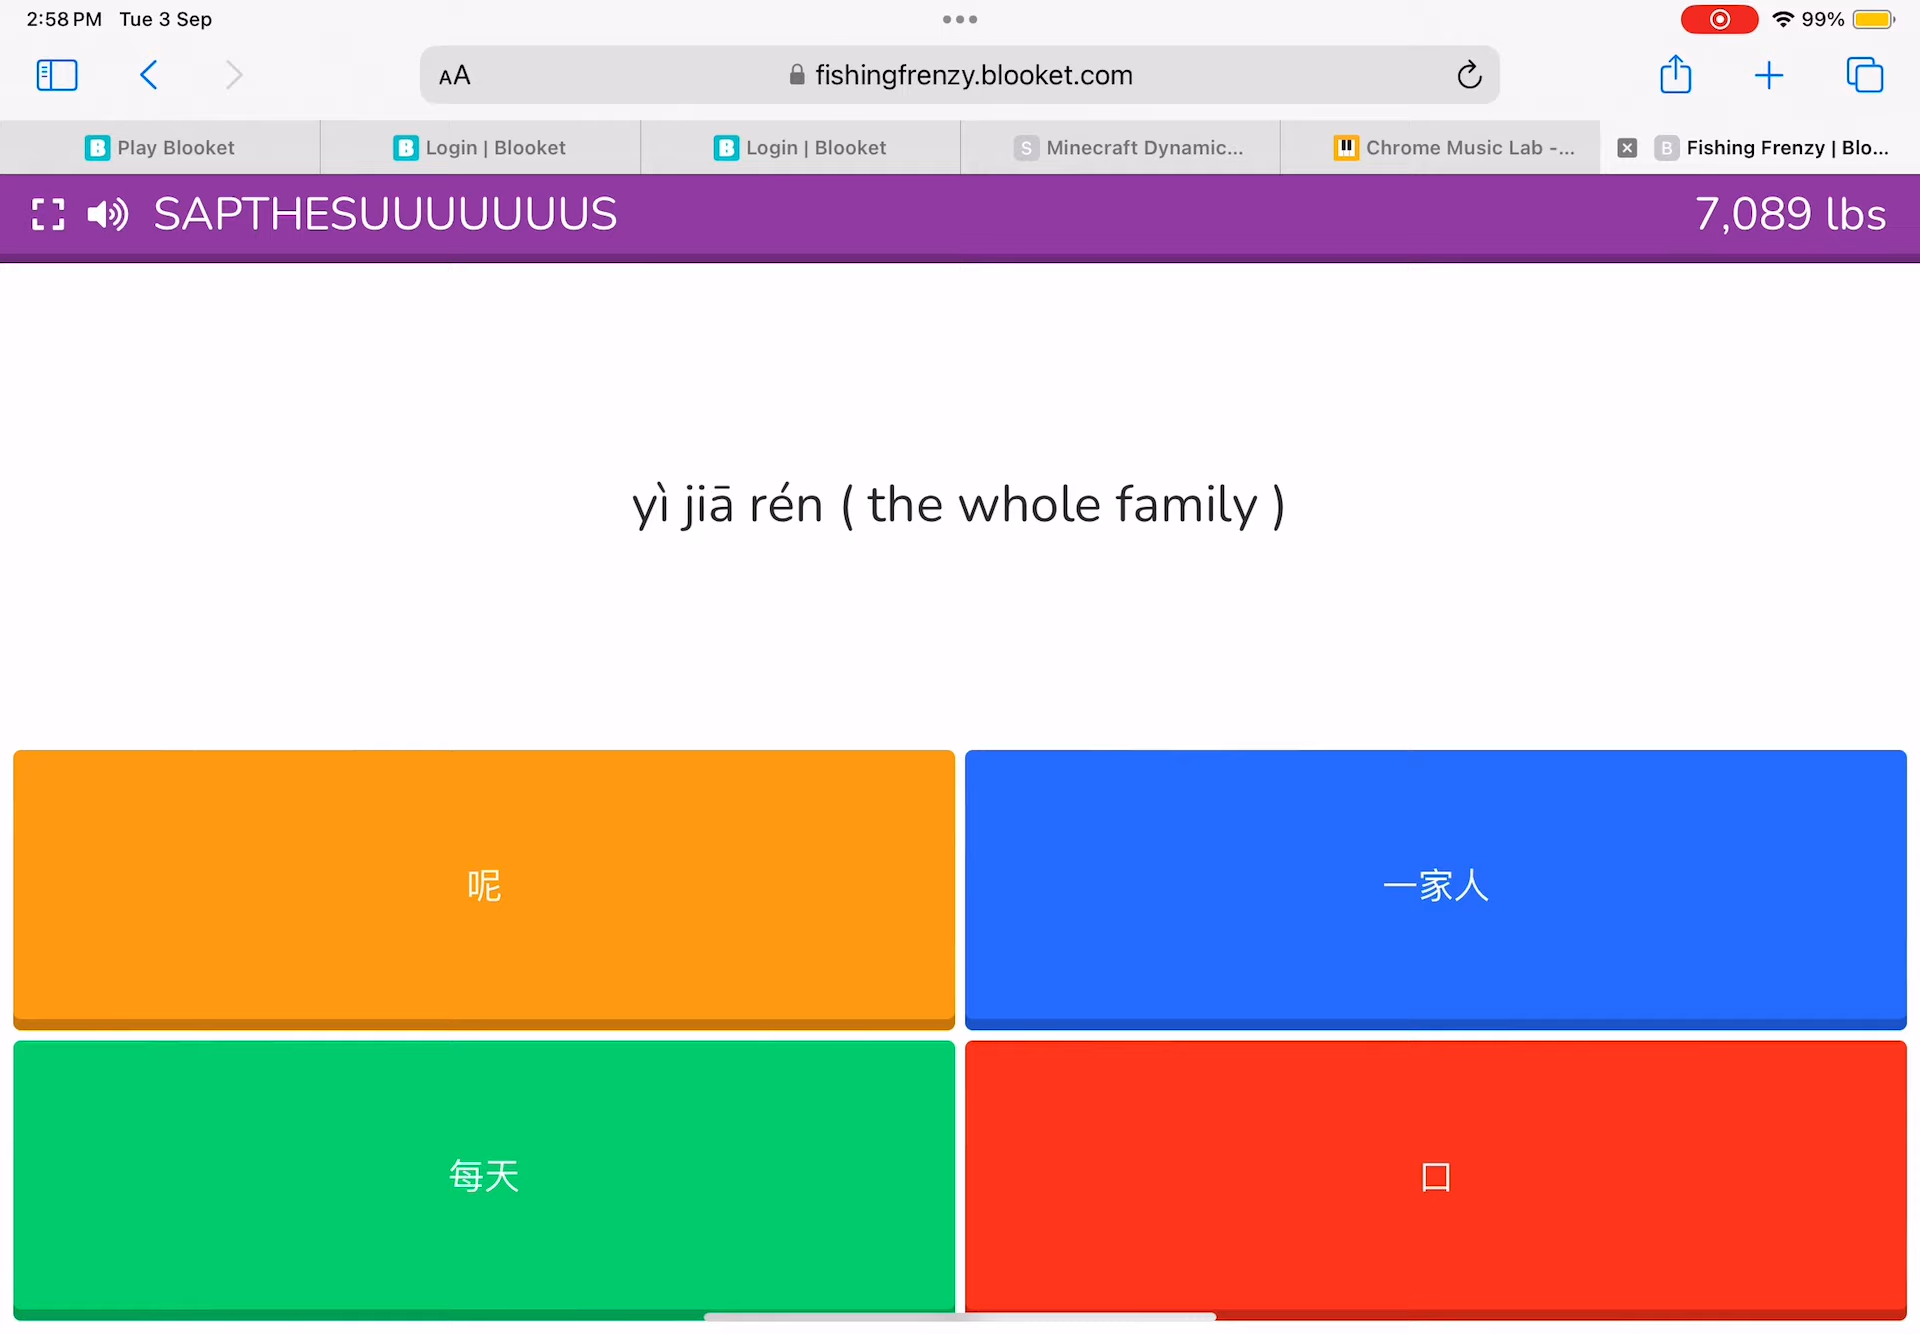 2:58 PM Tue 3 Sep
99%
AA
fishingfrenzy.blooket.com
B Play Blooket
B Login | Blooket
B Login | Blooket
S Minecraft Dynamic...
Chrome Music Lab -...
B Fishing Frenzy | Blo...
SAPTHESUUUUUUUS
7,089 lbs
yì jiā rén ( the whole family )
呢
一家人
每天
口